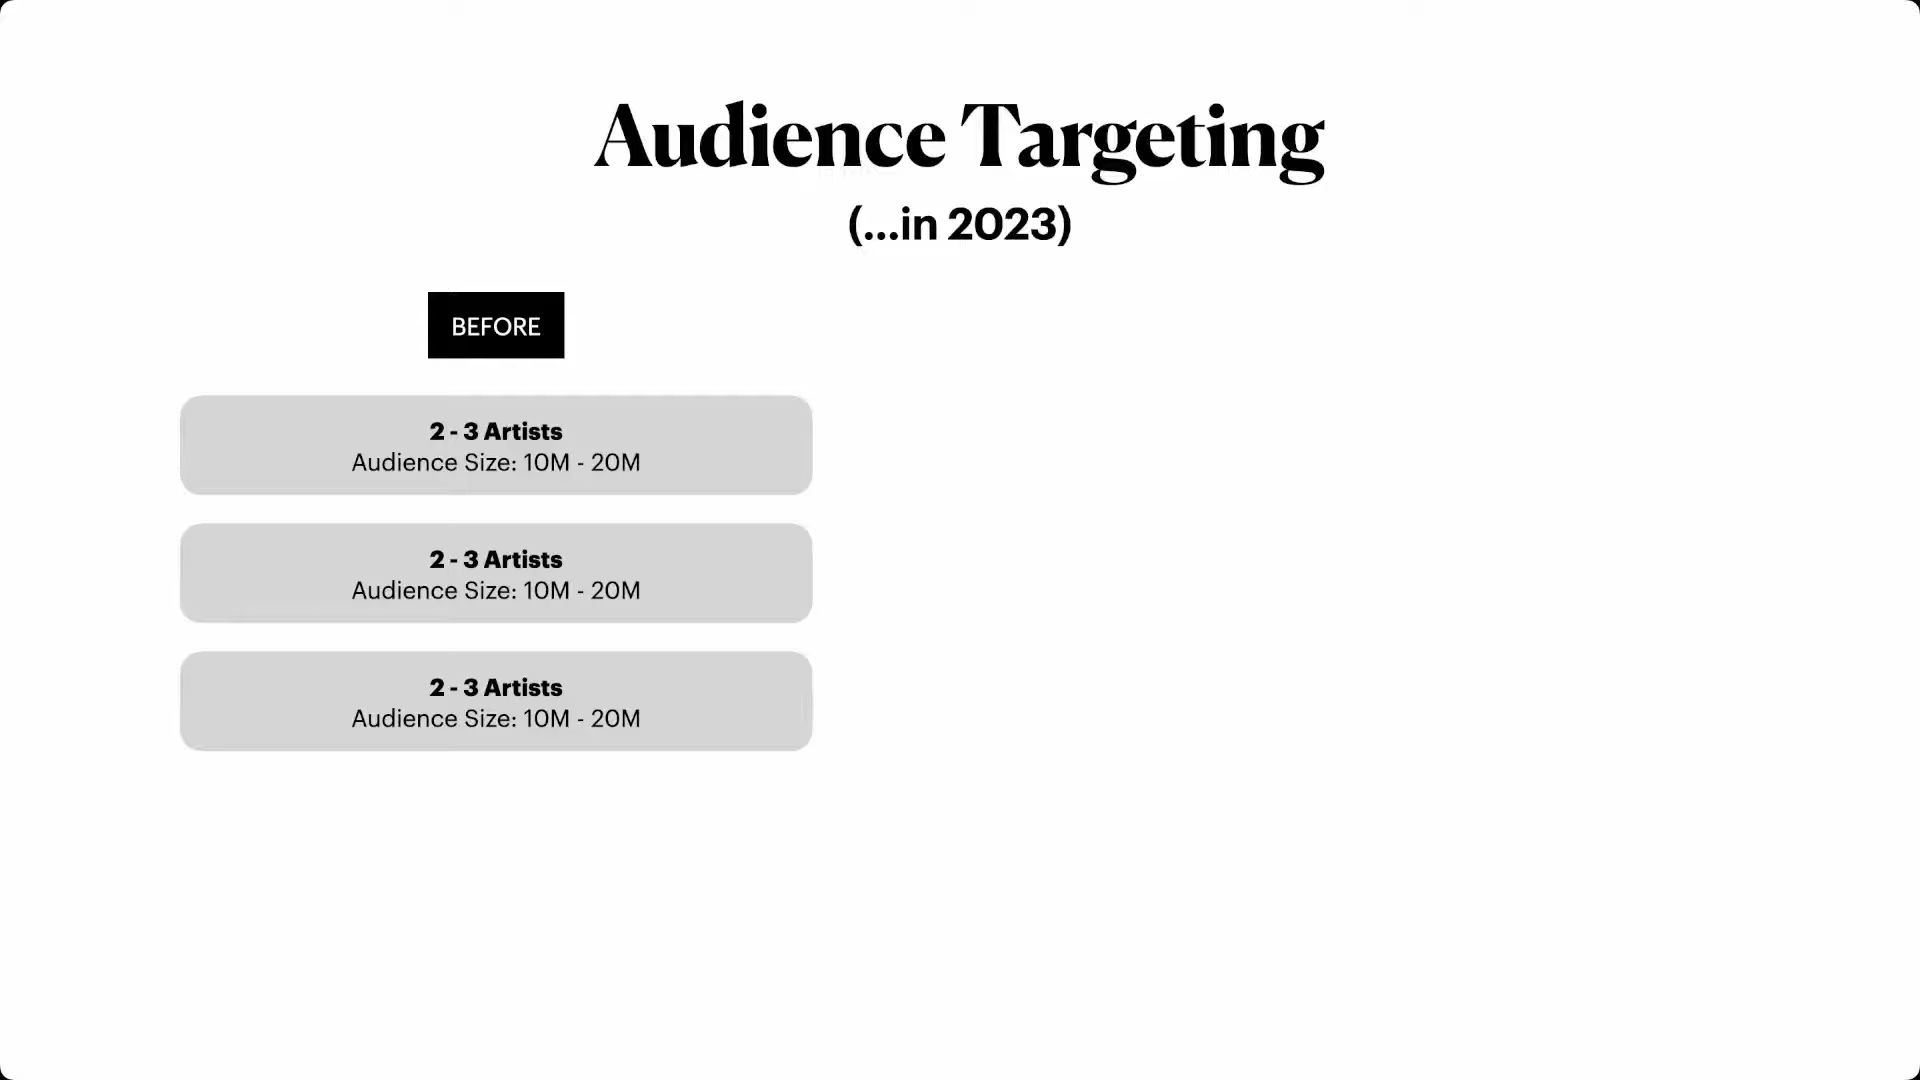 Audience Targeting
(...in 2023)
BEFORE
2 - 3 Artists
Audience Size: 10M - 20M
2 - 3 Artists
Audience Size: 10M - 20M
2 - 3 Artists
Audience Size: 10M - 20M